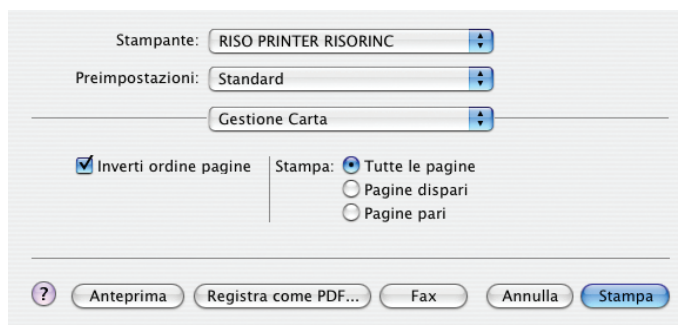 Stampante: RISO PRINTER RISORINC
Preimpostazioni: Standard
Gestione Carta
Inverti ordine pagine Stampa: Tutte le pagine
Pagine dispari
Pagine pari
? Anteprima Registra come PDF... Fax Annulla Stampa